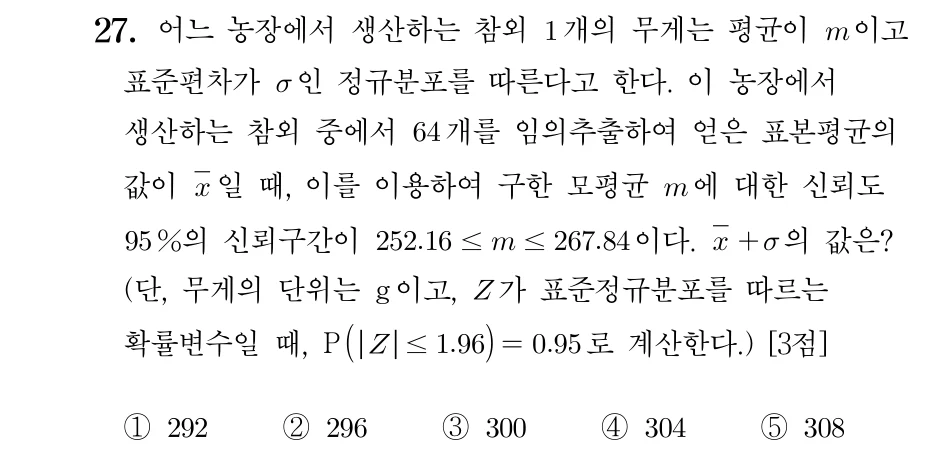 27. 어느 농장에서 생산하는 참외 1개의 무게는 평균이 m이고
표준편차가 σ인 정규분포를 따른다고 한다. 이 농장에서
생산하는 참외 중에서 64개를 임의추출하여 얻은 표본평균의
값이 x̄일 때, 이를 이용하여 구한 모평균 m에 대한 신뢰도
95%의 신뢰구간이 252.16 ≤ m ≤ 267.84이다. x̄+σ의 값은?
(단, 무게의 단위는 g이고, Z가 표준정규분포를 따르는
확률변수일 때, P(|Z| ≤ 1.96) = 0.95로 계산한다.) [3점]
① 292 ② 296 ③ 300 ④ 304 ⑤ 308